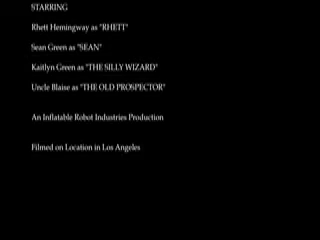 STARRING
Rhett Hemingway as "RHETT"
Sean Green as "SEAN"
Kaitlyn Green as "THE SILLY WIZARD"
Uncle Blaise as "THE OLD PROSPECTOR"
An Inflatable Robot Industries Production
Filmed on Location in Los Angeles